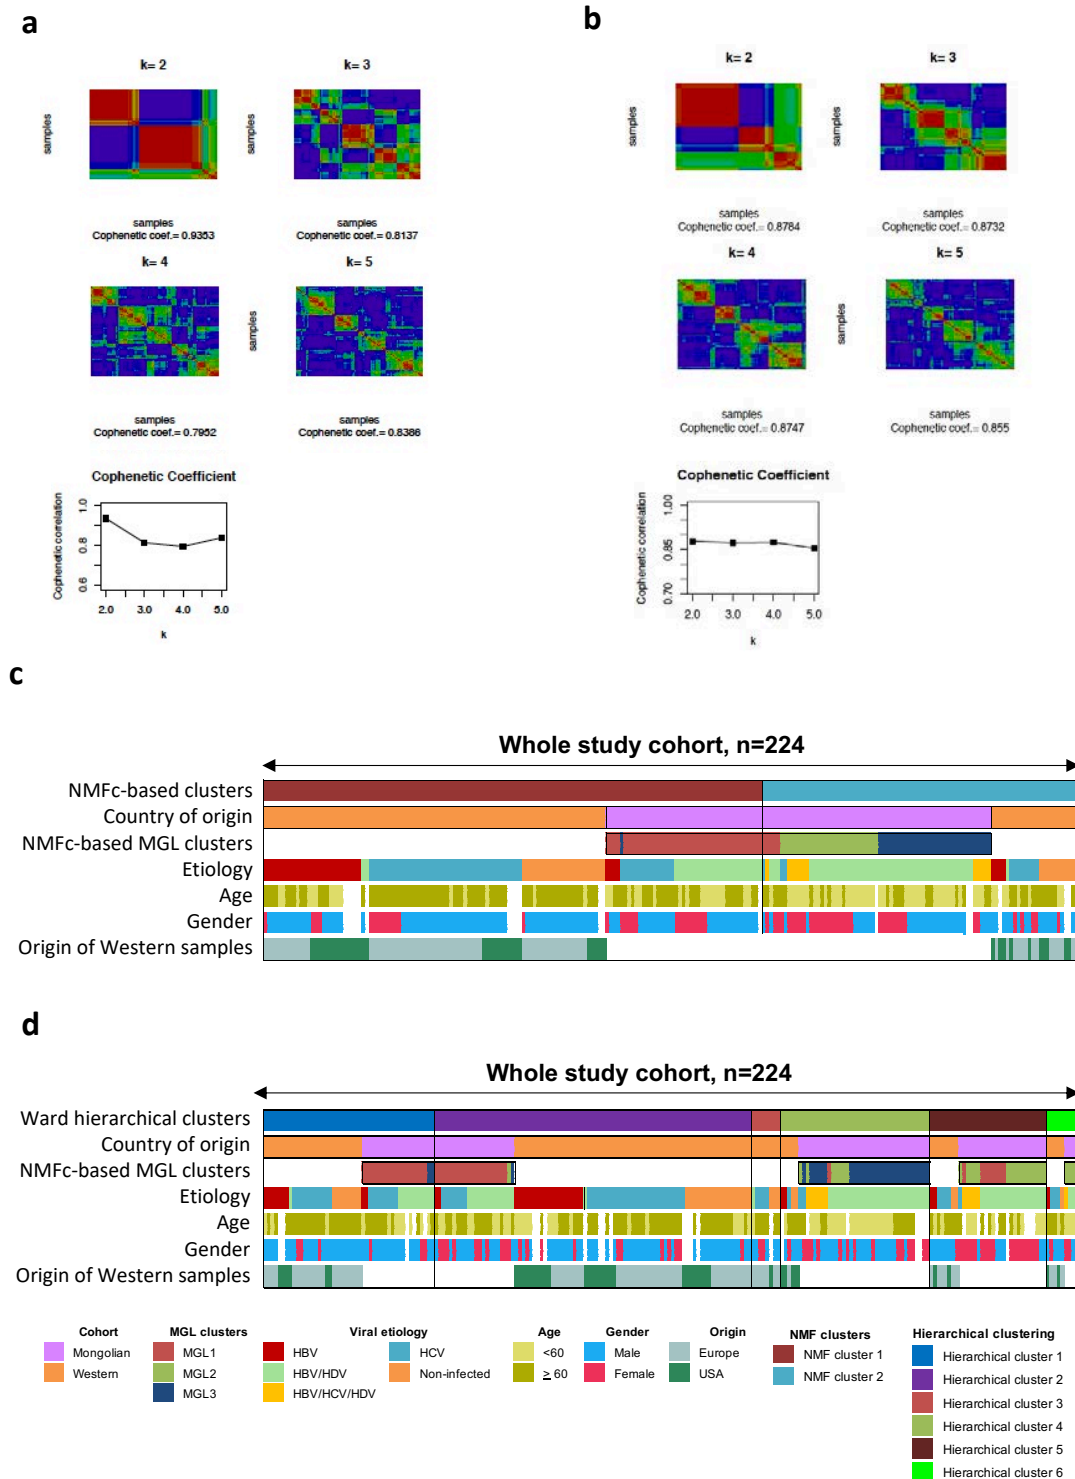 a
k= 2
k= 3
samples
samples
samples
Cophenetic coef.= 0.9353
samples
Cophenetic coef.= 0.8137
k= 4
k= 5
samples
samples
Cophenetic coef.= 0.7952
samples
Cophenetic coef.= 0.8386
Cophenetic Coefficient
Cophenetic correlation
1.0
0.8
0.6
2.0 3.0 4.0 5.0
k
b
k= 2
k= 3
samples
samples
samples
Cophenetic coef.= 0.8784
samples
Cophenetic coef.= 0.8732
k= 4
k= 5
samples
samples
Cophenetic coef.= 0.8747
samples
Cophenetic coef.= 0.855
Cophenetic Coefficient
Cophenetic correlation
1.00
0.85
0.70
2.0 3.0 4.0 5.0
k
c
Whole study cohort, n=224
NMFc-based clusters
Country of origin
NMFc-based MGL clusters
Etiology
Age
Gender
Origin of Western samples
d
Whole study cohort, n=224
Ward hierarchical clusters
Country of origin
NMFc-based MGL clusters
Etiology
Age
Gender
Origin of Western samples
Cohort
Mongolian
Western
MGL clusters
MGL1
MGL2
MGL3
Viral etiology
HBV
HBV/HDV
HBV/HCV/HDV
HCV
Non-infected
Age
<60
≥ 60
Gender
Male
Female
Origin
Europe
USA
NMF clusters
NMF cluster 1
NMF cluster 2
Hierarchical clustering
Hierarchical cluster 1
Hierarchical cluster 2
Hierarchical cluster 3
Hierarchical cluster 4
Hierarchical cluster 5
Hierarchical cluster 6